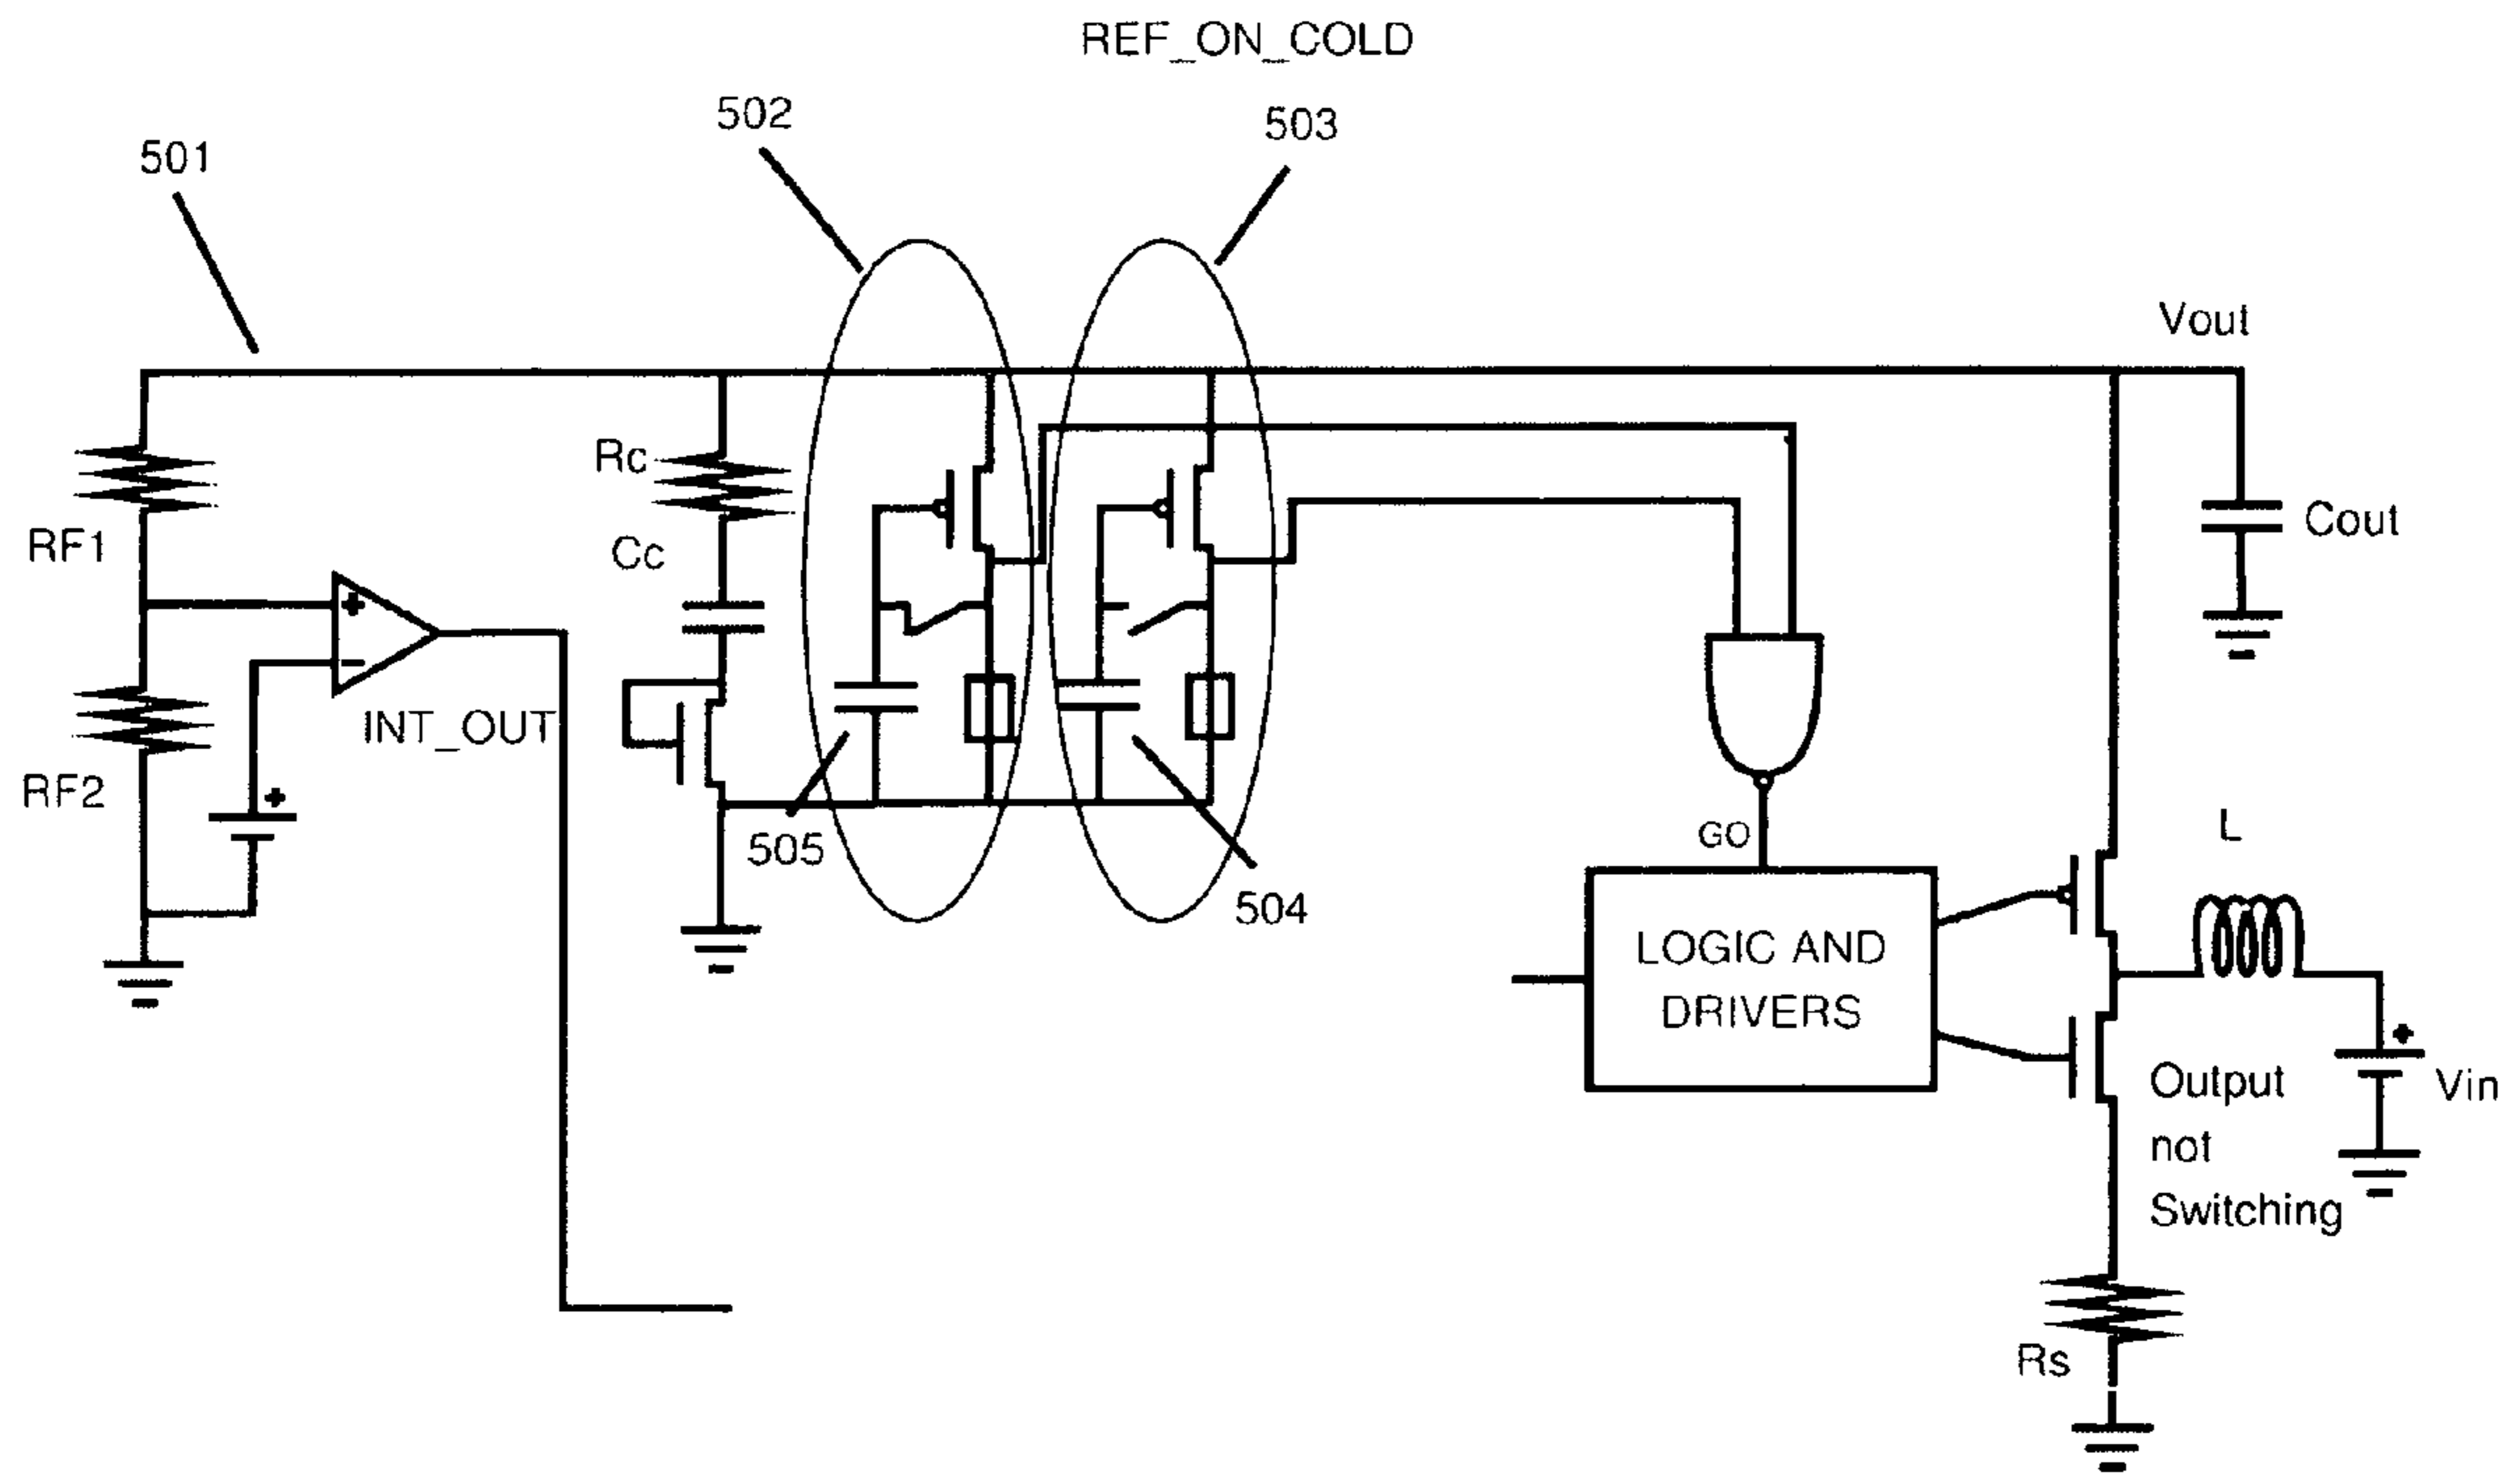 REF_ON_COLD
502
503
501
Vout
Rc
Cout
RF1
Cc
INT_OUT
RF2
505
GO
L
504
LOGIC AND
DRIVERS
Output
not
Switching
Vin
Rs